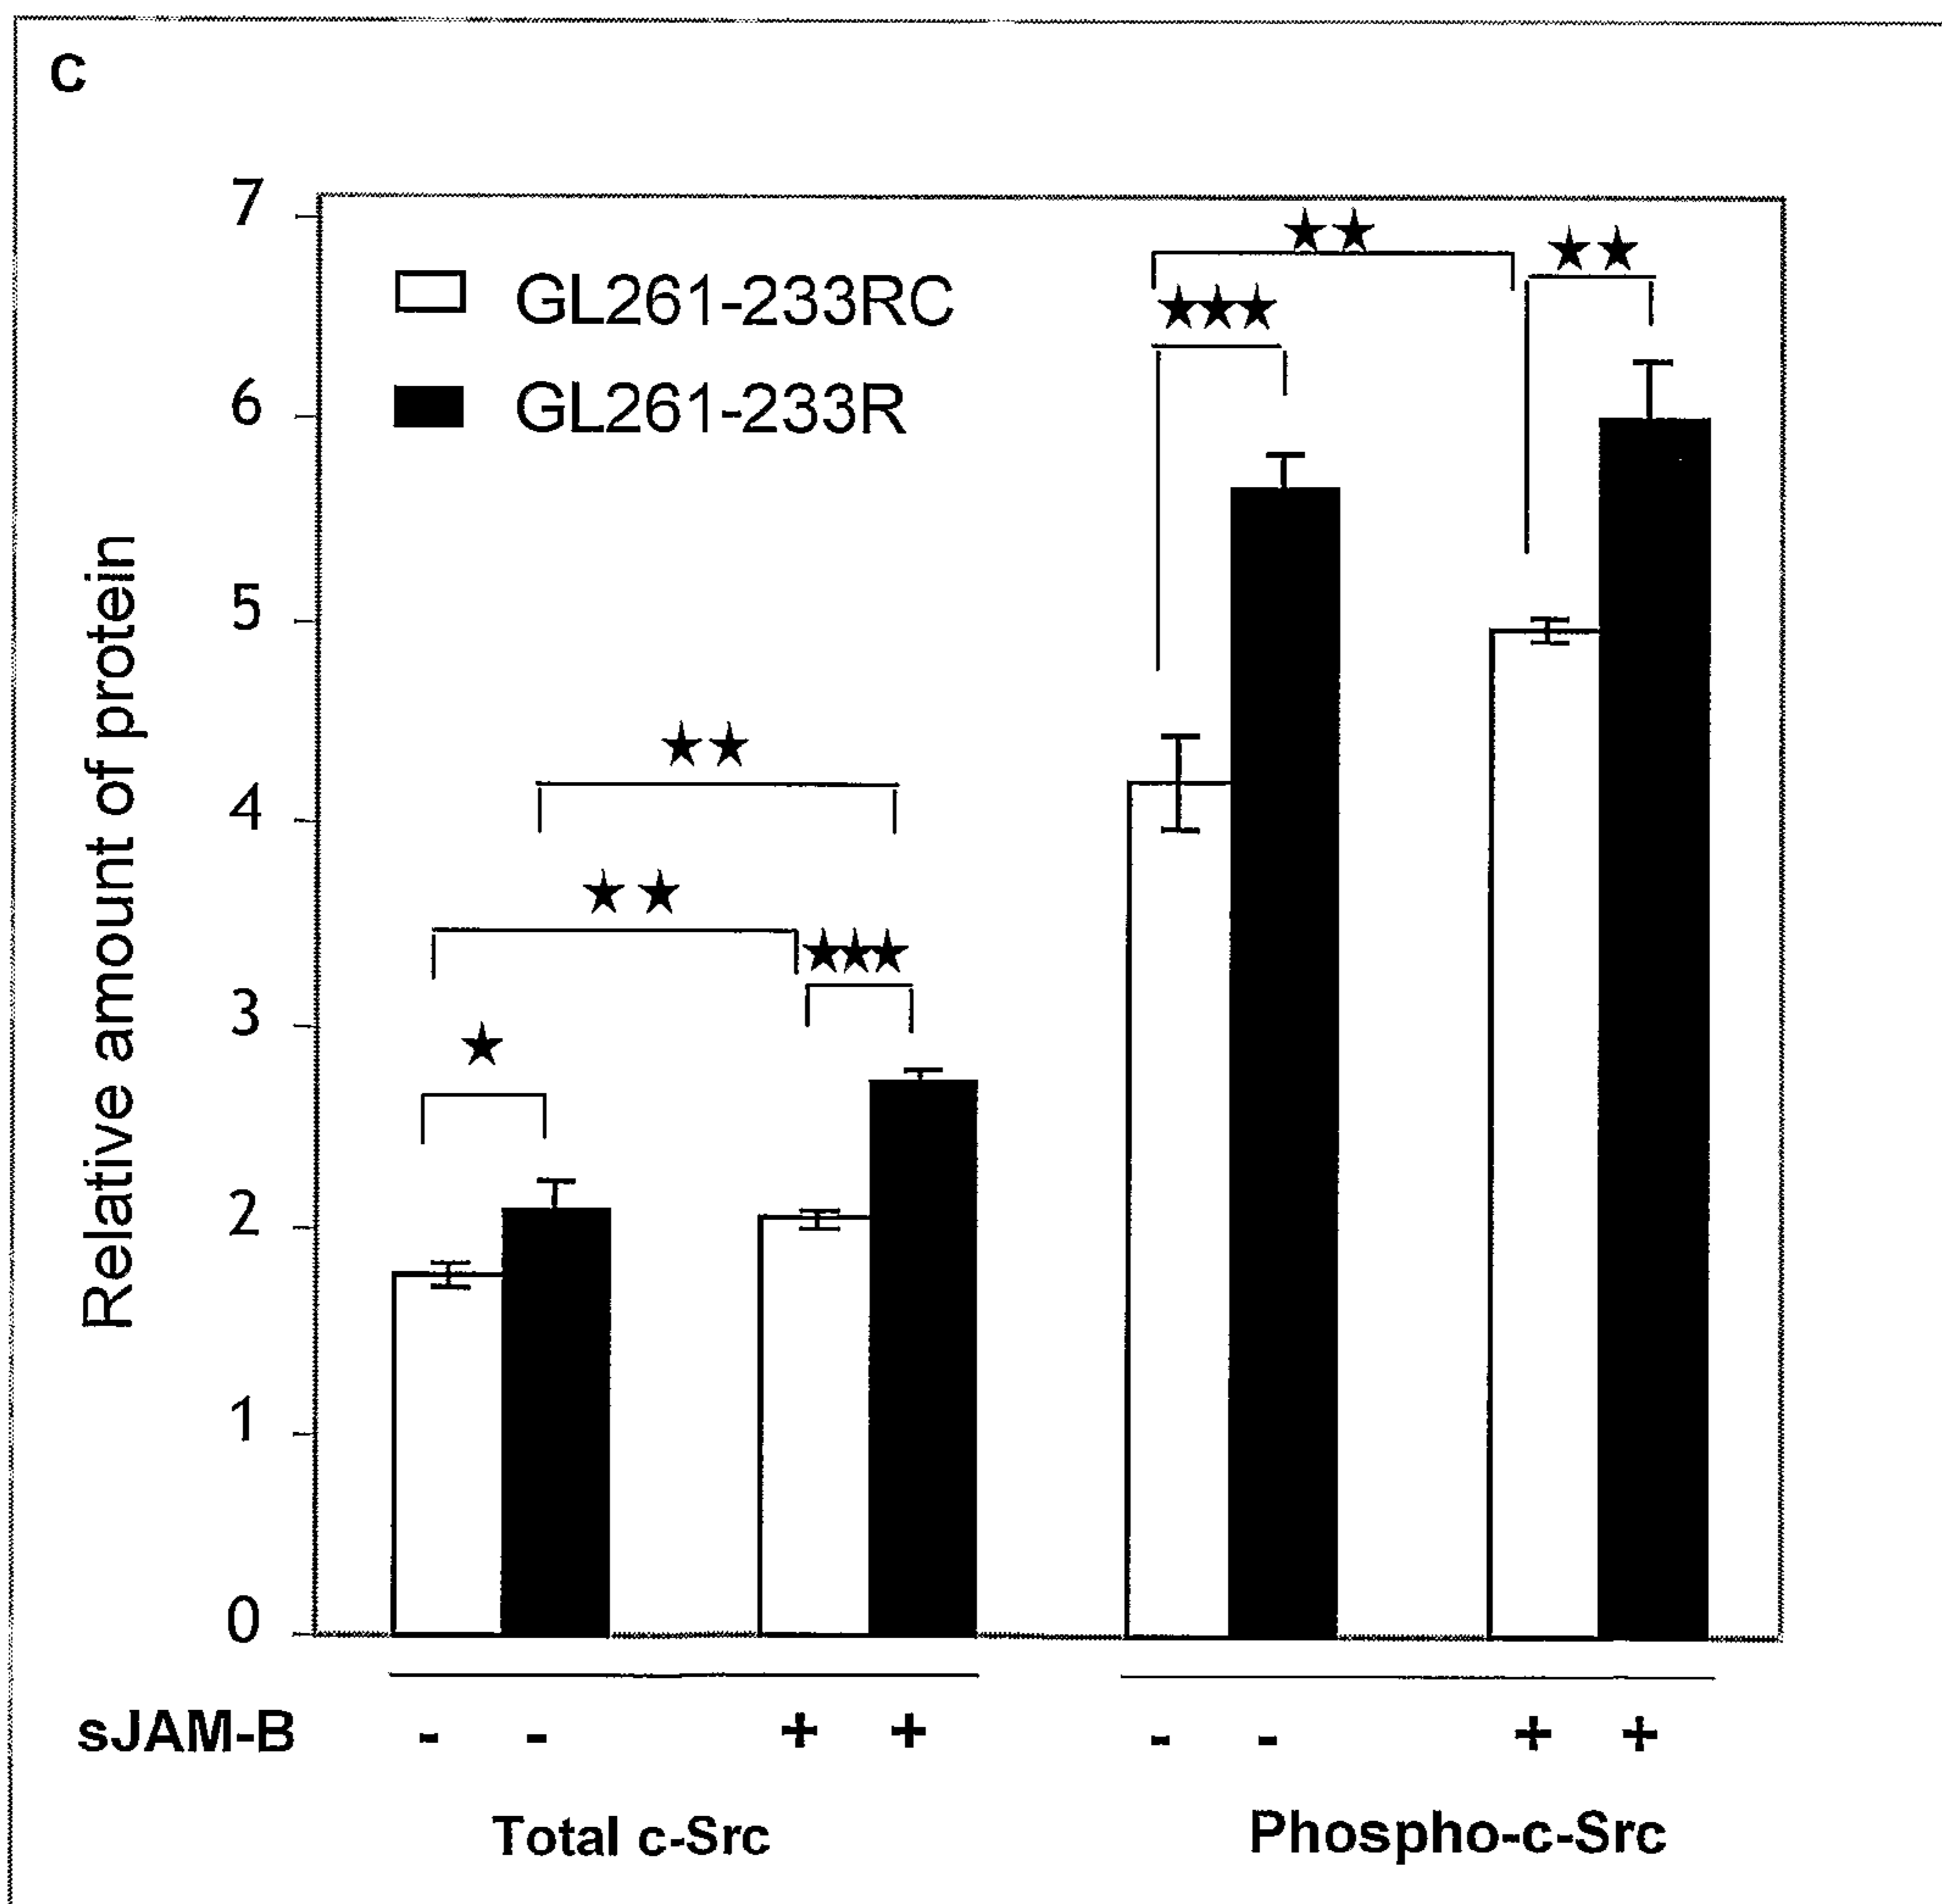 C
7
6
5
4
3
2
1
0
Relative amount of protein
GL261-233RC
GL261-233R
★★
★★
★★★
★★
★★
★★★
★
sJAM-B - - + + - - + +
Total c-Src Phospho-c-Src